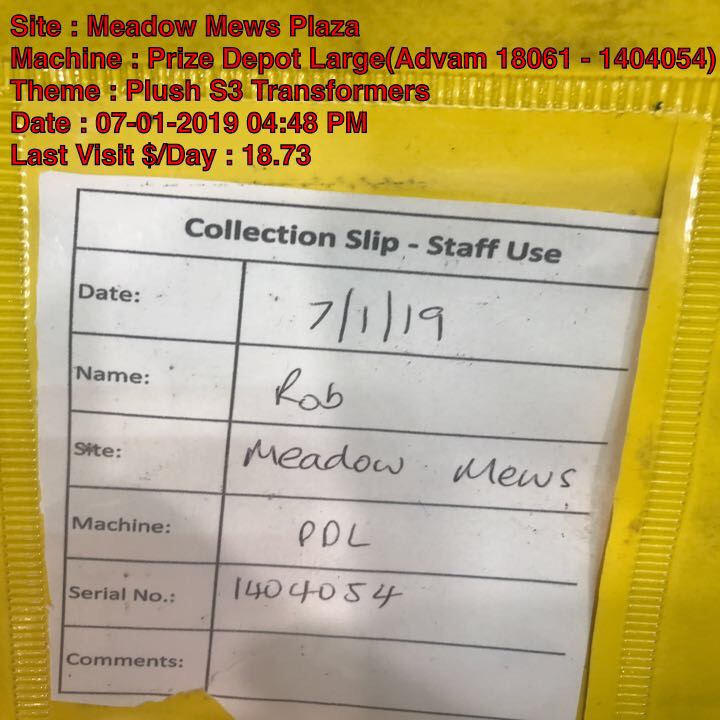 Site : Meadow Mews Plaza
Machine : Prize Depot Large(Advam 18061 - 1404054)
Theme : Plush S3 Transformers
Date : 07-01-2019 04:48 PM
Last Visit $/Day : 18.73
Collection Slip - Staff Use
Date: 7/1/19
Name: Rob
Site: Meadow Mews
Machine: PDL
Serial No.: 1404054
Comments: